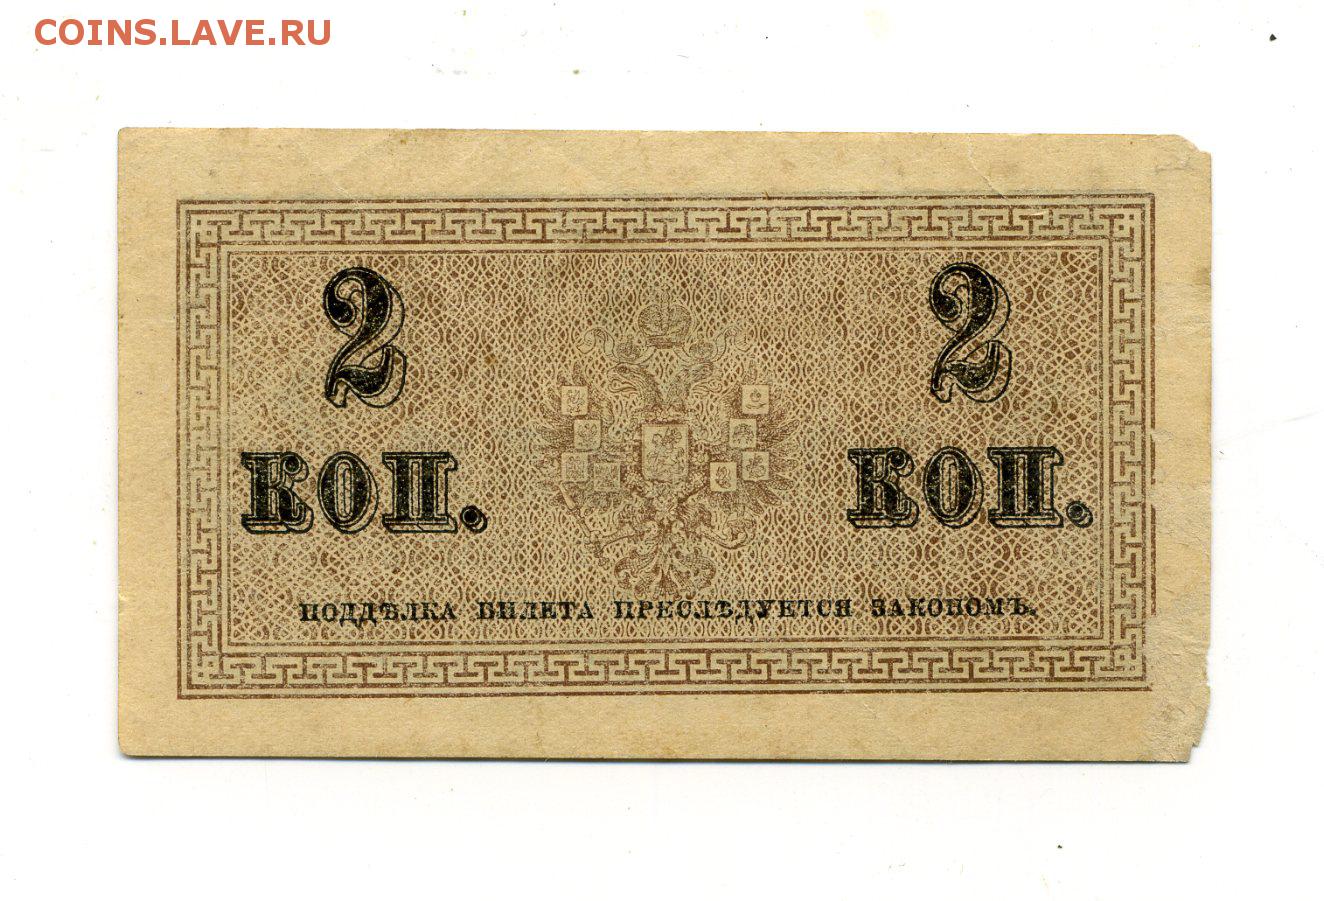 COINS.LAVE.RU
2 2
КОП. КОП.
ПОДДѢЛКА БИЛЕТА ПРЕСЛѢДУЕТСЯ ЗАКОНОМЪ.